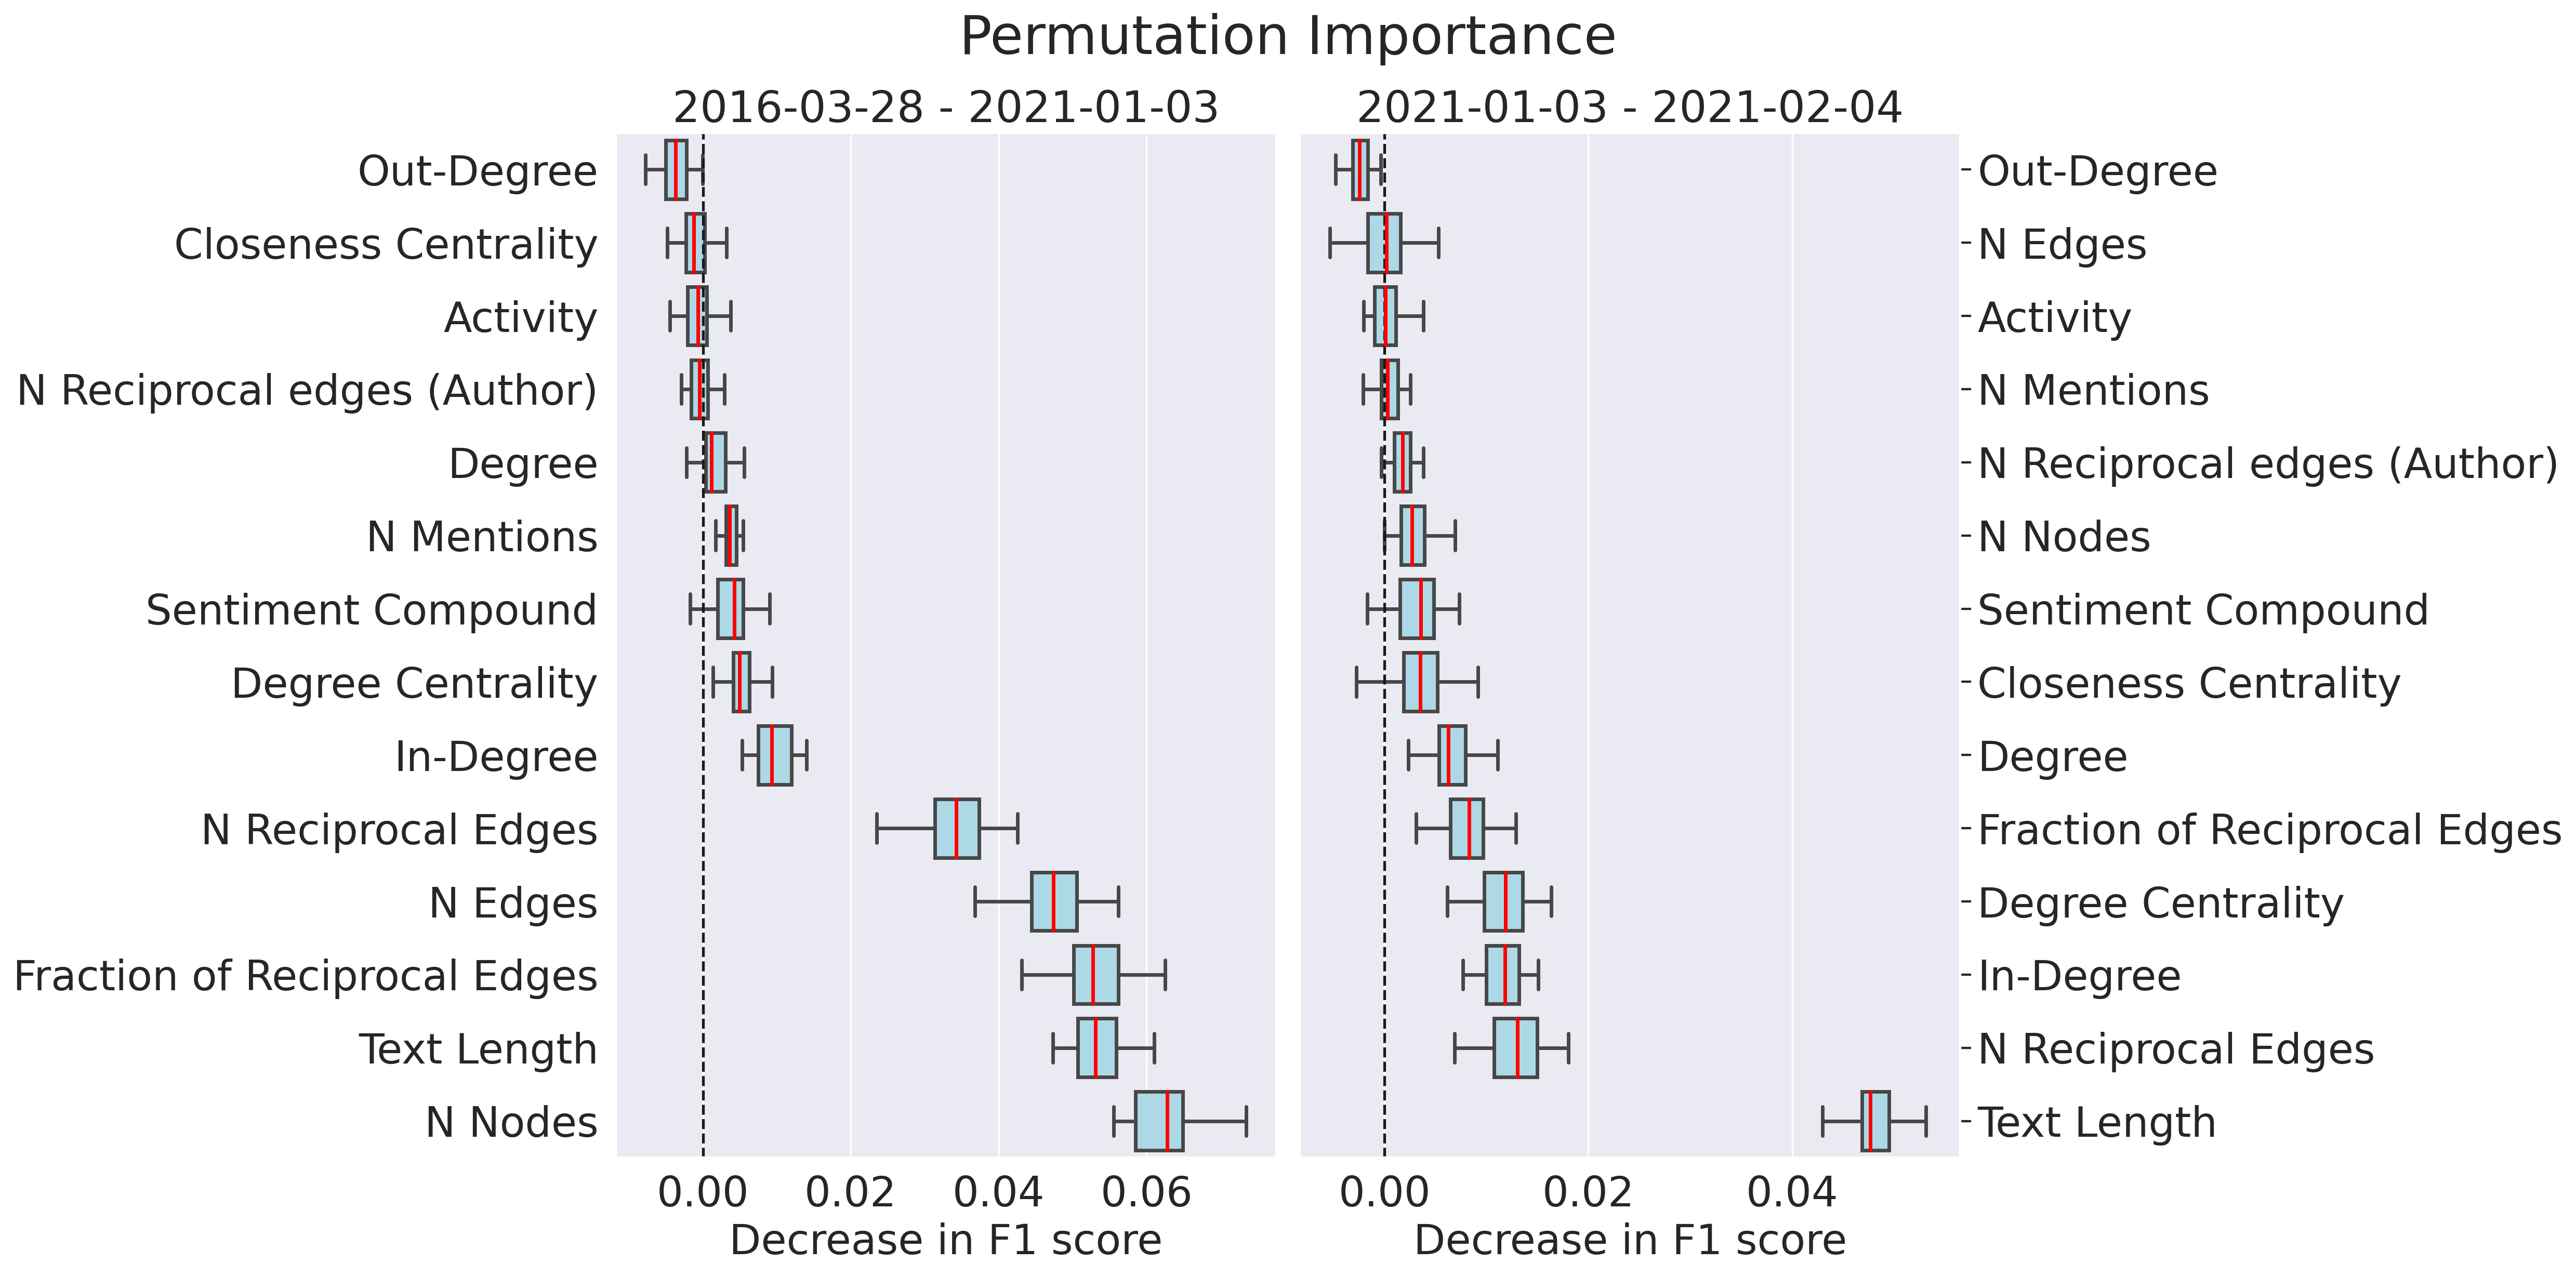 Permutation Importance
2016-03-28 - 2021-01-03
2021-01-03 - 2021-02-04
Out-Degree
Closeness Centrality
Activity
N Reciprocal edges (Author)
Degree
N Mentions
Sentiment Compound
Degree Centrality
In-Degree
N Reciprocal Edges
N Edges
Fraction of Reciprocal Edges
Text Length
N Nodes
0.00 0.02 0.04 0.06
Decrease in F1 score
Out-Degree
N Edges
Activity
N Mentions
N Reciprocal edges (Author)
N Nodes
Sentiment Compound
Closeness Centrality
Degree
Fraction of Reciprocal Edges
Degree Centrality
In-Degree
N Reciprocal Edges
Text Length
0.00 0.02 0.04
Decrease in F1 score